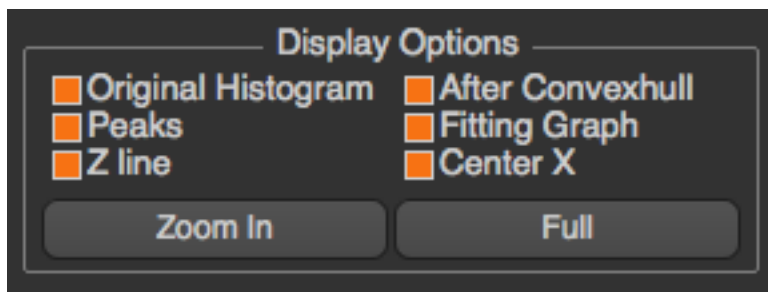 Display Options
Original Histogram After Convexhull
Peaks Fitting Graph
Z line Center X
Zoom In Full